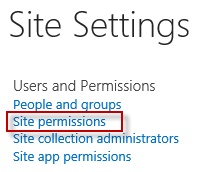 Site Settings
Users and Permissions
People and groups
Site permissions
Site collection administrators
Site app permissions